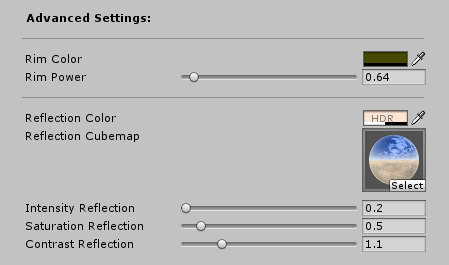 Advanced Settings:
Rim Color
Rim Power 0.64
Reflection Color HDR
Reflection Cubemap
Select
Intensity Reflection 0.2
Saturation Reflection 0.5
Contrast Reflection 1.1